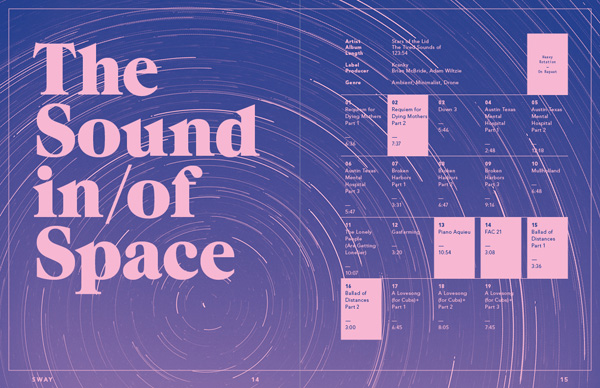 The
Sound
in/of
Space
Artist Stars of the Lid
Album The Tired Sounds of
Length 123:54
Label Kranky
Producer Brian McBride, Adam Wiltzie
Genre Ambient, Minimalist, Drone
Heavy
Rotation
—
On Repeat
01
Requiem for
Dying Mothers
Part 1
—
6:36
02
Requiem for
Dying Mothers
Part 2
—
7:37
03
Down 3
—
5:46
04
Austin Texas
Mental
Hospital
Part 1
—
2:48
05
Austin Texas
Mental
Hospital
Part 2
—
12:18
06
Austin Texas
Mental
Hospital
Part 3
—
5:47
07
Broken
Harbors
Part 1
—
3:31
08
Broken
Harbors
Part 2
—
6:47
09
Broken
Harbors
Part 3
—
9:16
10
Mulholland
—
6:48
11
The Lonely
People
(Are Getting
Lonelier)
—
10:07
12
Gasfarming
—
3:20
13
Piano Aquieu
—
10:54
14
FAC 21
—
3:08
15
Ballad of
Distances
Part 1
—
3:36
16
Ballad of
Distances
Part 2
—
3:00
17
A Lovesong
(for Cubs)+
Part 1
—
6:45
18
A Lovesong
(for Cubs)+
Part 2
—
8:05
19
A Lovesong
(for Cubs)+
Part 3
—
7:45
SWAY
14
15